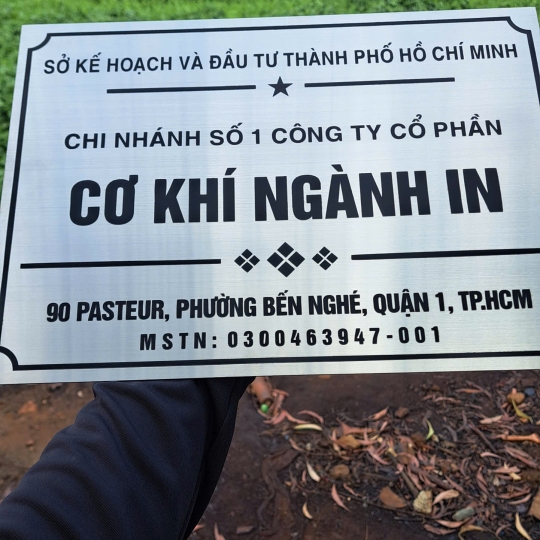 SỞ KẾ HOẠCH VÀ ĐẦU TƯ THÀNH PHỐ HỒ CHÍ MINH
CHI NHÁNH SỐ 1 CÔNG TY CỔ PHẦN
CƠ KHÍ NGÀNH IN
90 PASTEUR, PHƯỜNG BẾN NGHÉ, QUẬN 1, TP.HCM
MSTN: 0300463947-001